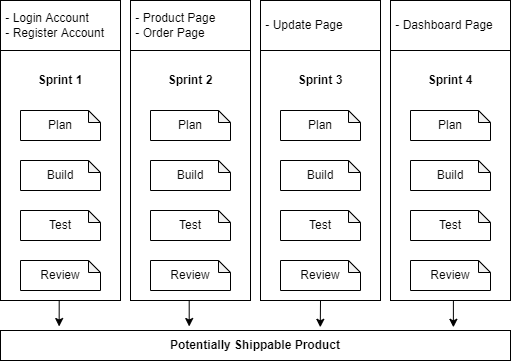 - Login Account
- Register Account
- Product Page
- Order Page
- Update Page
- Dashboard Page
Sprint 1
Plan
Build
Test
Review
Sprint 2
Plan
Build
Test
Review
Sprint 3
Plan
Build
Test
Review
Sprint 4
Plan
Build
Test
Review
Potentially Shippable Product